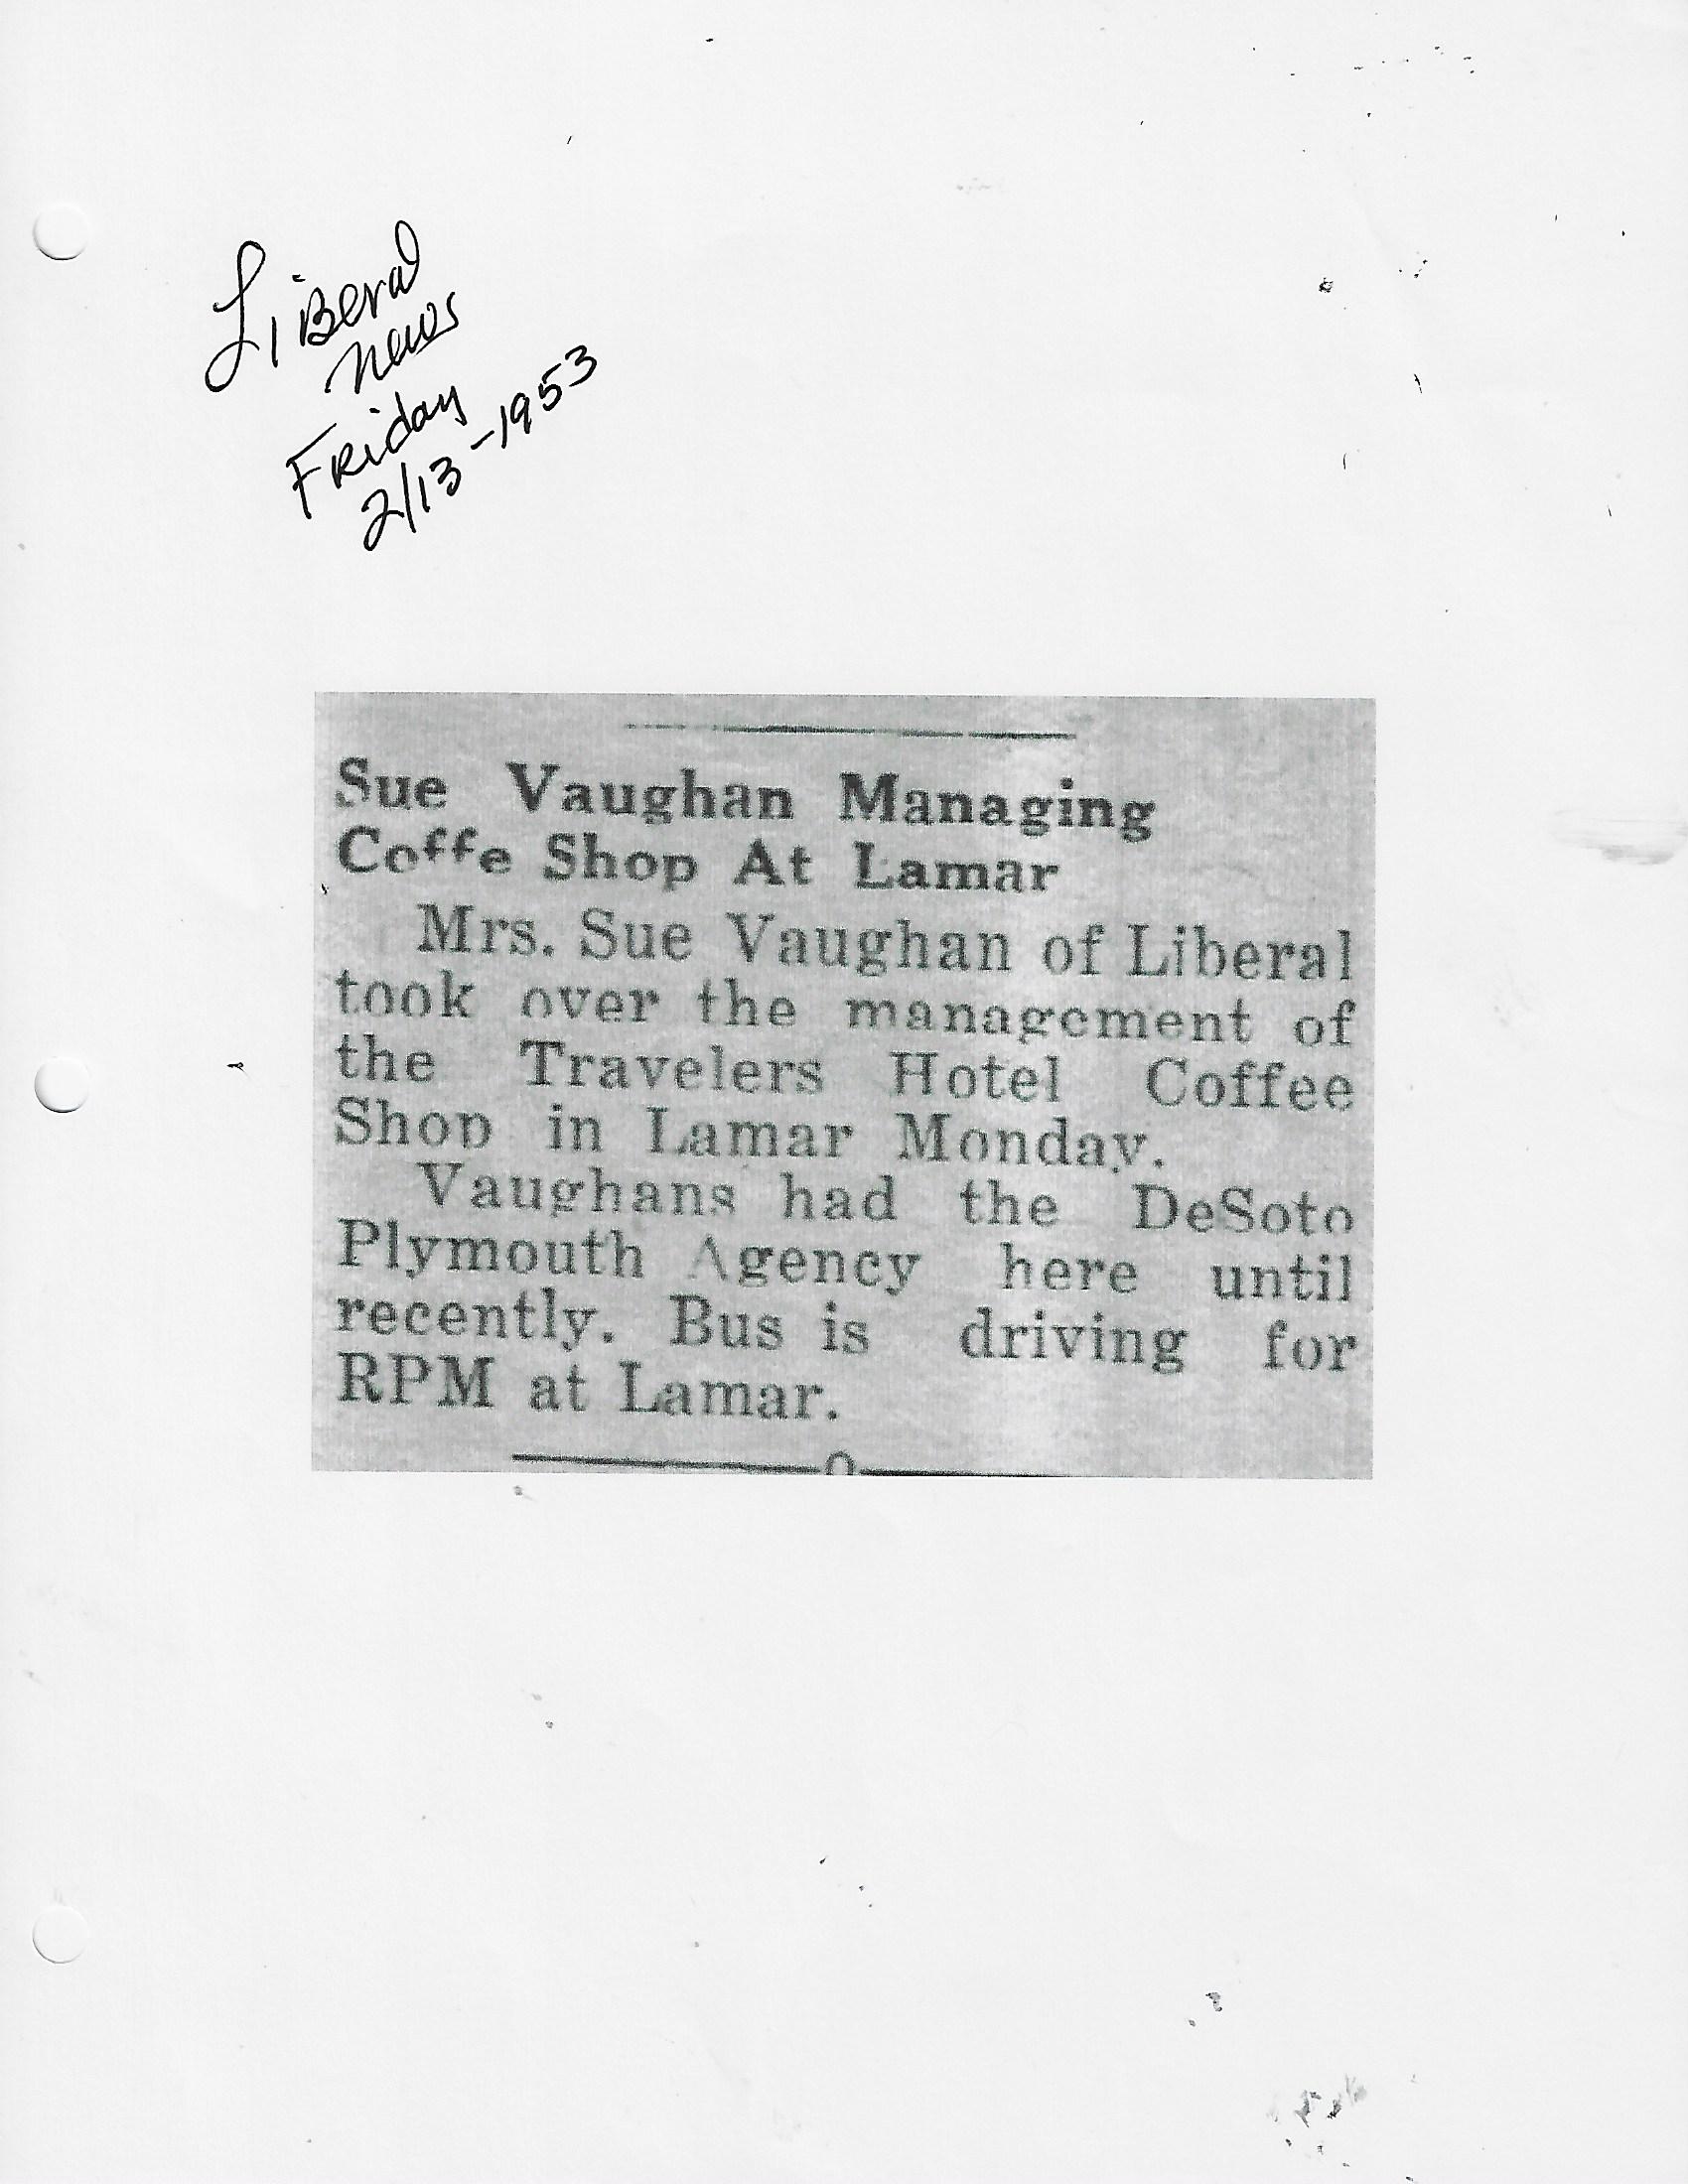 LiBeral
News
Friday
2/13-1953
Sue Vaughan Managing
Coffe Shop At Lamar
Mrs. Sue Vaughan of Liberal
took over the management of
the Travelers Hotel Coffee
Shop in Lamar Monday.
Vaughans had the DeSoto
Plymouth Agency here until
recently. Bus is driving for
RPM at Lamar.